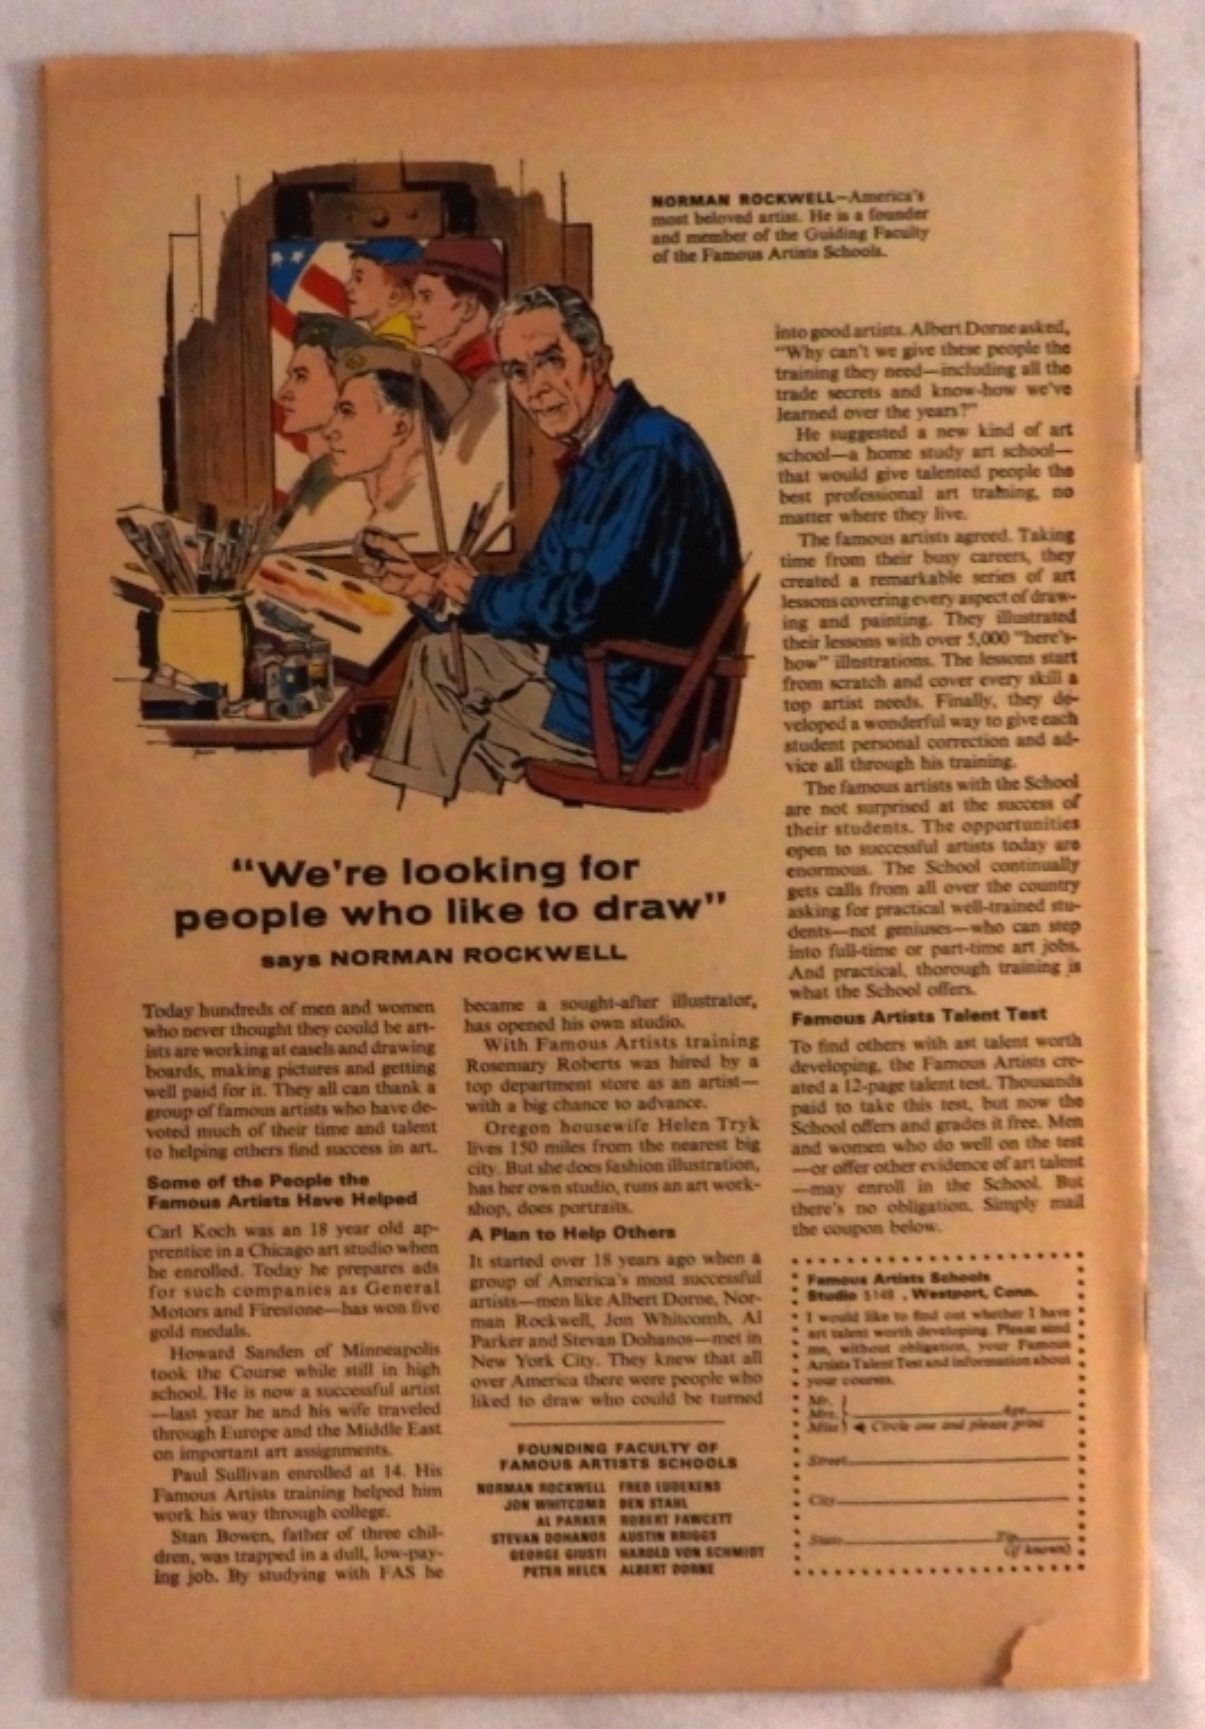 NORMAN ROCKWELL—America's
most beloved artist. He is a founder
and member of the Guiding Faculty
of the Famous Artists Schools.
"We're looking for
people who like to draw"
says NORMAN ROCKWELL
Today hundreds of men and women
who never thought they could be art-
ists are working at easels and drawing
boards, making pictures and getting
well paid for it. They all can thank a
group of famous artists who have de-
voted much of their time and talent
to helping others find success in art.
Some of the People the
Famous Artists Have Helped
Carl Koch was an 18 year old ap-
prentice in a Chicago art studio when
he enrolled. Today he prepares ads
for such companies as General
Motors and Firestone—has won five
gold medals.
Howard Sanden of Minneapolis
took the Course while still in high
school. He is now a successful artist
—last year he and his wife traveled
through Europe and the Middle East
on important art assignments.
Paul Sullivan enrolled at 14. His
Famous Artists training helped him
work his way through college.
Stan Bowen, father of three chil-
dren, was trapped in a dull, low-pay-
ing job. By studying with FAS he
became a sought-after illustrator,
has opened his own studio.
With Famous Artists training
Rosemary Roberts was hired by a
top department store as an artist—
with a big chance to advance.
Oregon housewife Helen Tryk
lives 150 miles from the nearest big
city. But she does fashion illustration,
has her own studio, runs an art work-
shop, does portraits.
A Plan to Help Others
It started over 18 years ago when a
group of America's most successful
artists—men like Albert Dorne, Nor-
man Rockwell, Jon Whitcomb, Al
Parker and Stevan Dohanos—met in
New York City. They knew that all
over America there were people who
liked to draw who could be turned
into good artists. Albert Dorne asked,
"Why can't we give these people the
training they need—including all the
trade secrets and know-how we've
learned over the years?"
He suggested a new kind of art
school—a home study art school—
that would give talented people the
best professional art training, no
matter where they live.
The famous artists agreed. Taking
time from their busy careers, they
created a remarkable series of art
lessons covering every aspect of draw-
ing and painting. They illustrated
their lessons with over 5,000 "here's-
how" illustrations. The lessons start
from scratch and cover every skill a
top artist needs. Finally, they de-
veloped a wonderful way to give each
student personal correction and ad-
vice all through his training.
The famous artists with the School
are not surprised at the success of
their students. The opportunities
open to successful artists today are
enormous. The School continually
gets calls from all over the country
asking for practical well-trained stu-
dents—not geniuses—who can step
into full-time or part-time art jobs.
And practical, thorough training is
what the School offers.
Famous Artists Talent Test
To find others with art talent worth
developing, the Famous Artists cre-
ated a 12-page talent test. Thousands
paid to take this test, but now the
School offers and grades it free. Men
and women who do well on the test
—or offer other evidence of art talent
—may enroll in the School. But
there's no obligation. Simply mail
the coupon below.
FOUNDING FACULTY OF
FAMOUS ARTISTS SCHOOLS
NORMAN ROCKWELL FRED LUDEKENS
JON WHITCOMB BEN STAHL
AL PARKER ROBERT FAWCETT
STEVAN DOHANOS AUSTIN BRIGGS
GEORGE GIUSTI HAROLD VON SCHMIDT
PETER HELCK ALBERT DORNE
Famous Artists Schools
Studio 5148 , Westport, Conn.
I would like to find out whether I have
art talent worth developing. Please send
me, without obligation, your Famous
Artists Talent Test and information about
your courses.
Mr.
Mrs. Age
Miss Circle one and please print
Street
City
State Zip
(if known)